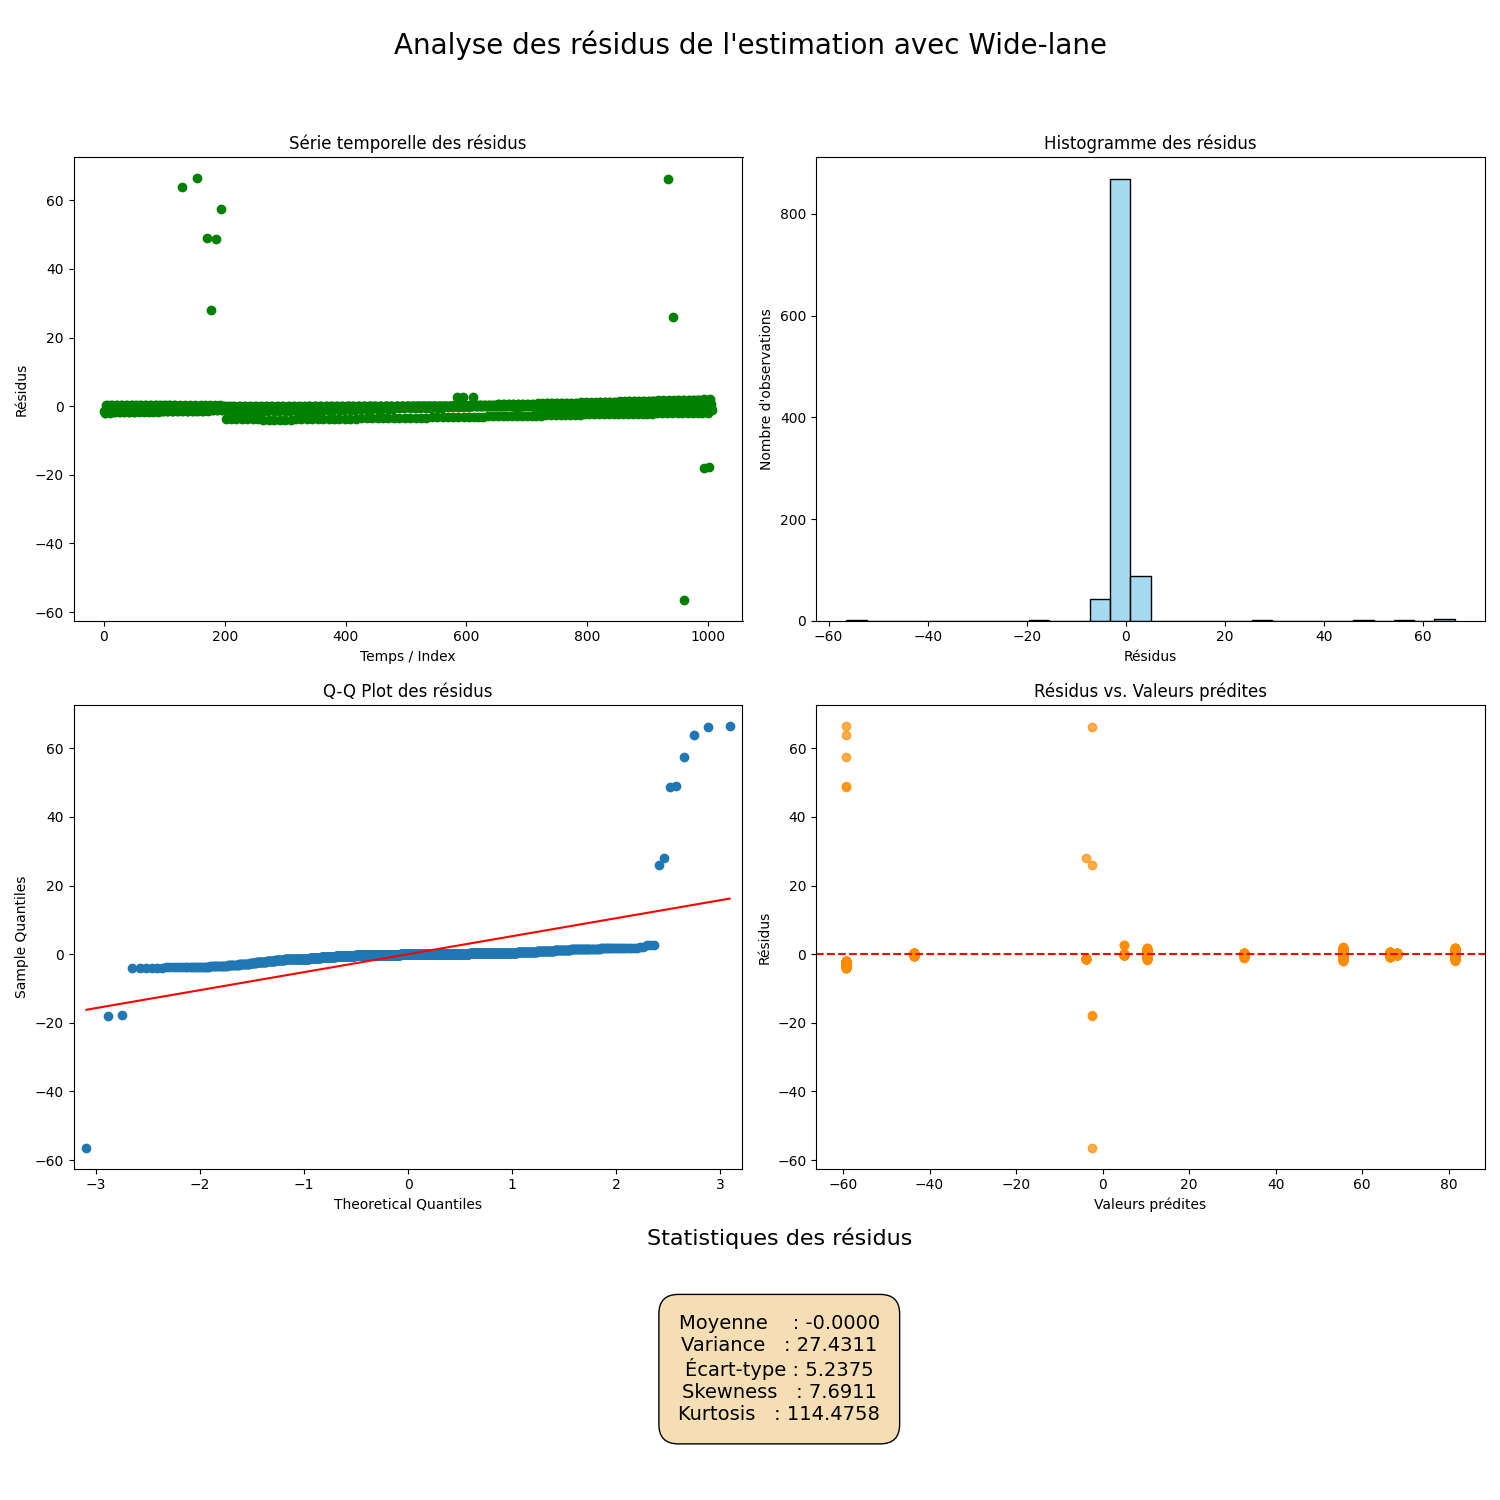 Analyse des résidus de l'estimation avec Wide-lane
Série temporelle des résidus
60
40
20
0
−20
−40
−60
Résidus
0 200 400 600 800 1000
Temps / Index
Histogramme des résidus
800
600
400
200
0
Nombre d'observations
−60 −40 −20 0 20 40 60
Résidus
Q-Q Plot des résidus
60
40
20
0
−20
−40
−60
Sample Quantiles
−3 −2 −1 0 1 2 3
Theoretical Quantiles
Résidus vs. Valeurs prédites
60
40
20
0
−20
−40
−60
Résidus
−60 −40 −20 0 20 40 60 80
Valeurs prédites
Statistiques des résidus
Moyenne : -0.0000
Variance : 27.4311
Écart-type : 5.2375
Skewness : 7.6911
Kurtosis : 114.4758